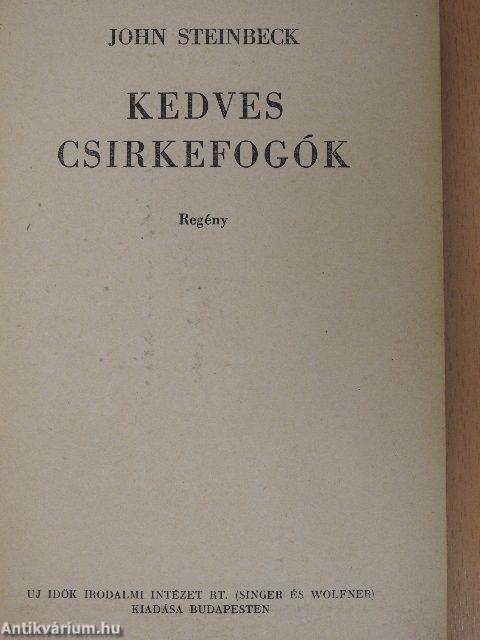 JOHN STEINBECK
KEDVES
CSIRKEFOGÓK
Regény
UJ IDŐK IRODALMI INTÉZET RT. (SINGER ÉS WOLFNER)
KIADÁSA BUDAPESTEN
Antikvárium.hu